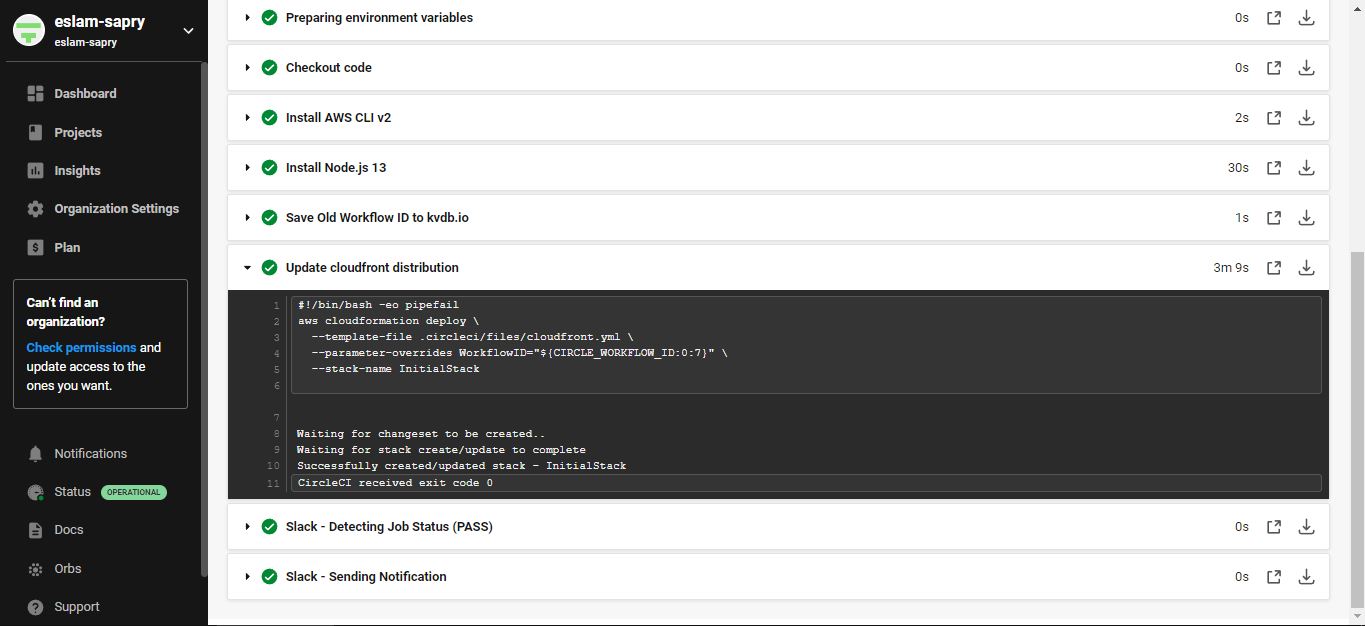 eslam-sapry
eslam-sapry
Dashboard
Projects
Insights
Organization Settings
Plan
Can't find an
organization?
Check permissions and
update access to the
ones you want.
Notifications
Status OPERATIONAL
Docs
Orbs
Support
Preparing environment variables 0s
Checkout code 0s
Install AWS CLI v2 2s
Install Node.js 13 30s
Save Old Workflow ID to kvdb.io 1s
Update cloudfront distribution 3m 9s
1 #!/bin/bash -eo pipefail
2 aws cloudformation deploy \
3 --template-file .circleci/files/cloudfront.yml \
4 --parameter-overrides WorkflowID="${CIRCLE_WORKFLOW_ID:0:7}" \
5 --stack-name InitialStack
6
7
8 Waiting for changeset to be created..
9 Waiting for stack create/update to complete
10 Successfully created/updated stack - InitialStack
11 CircleCI received exit code 0
Slack - Detecting Job Status (PASS) 0s
Slack - Sending Notification 0s